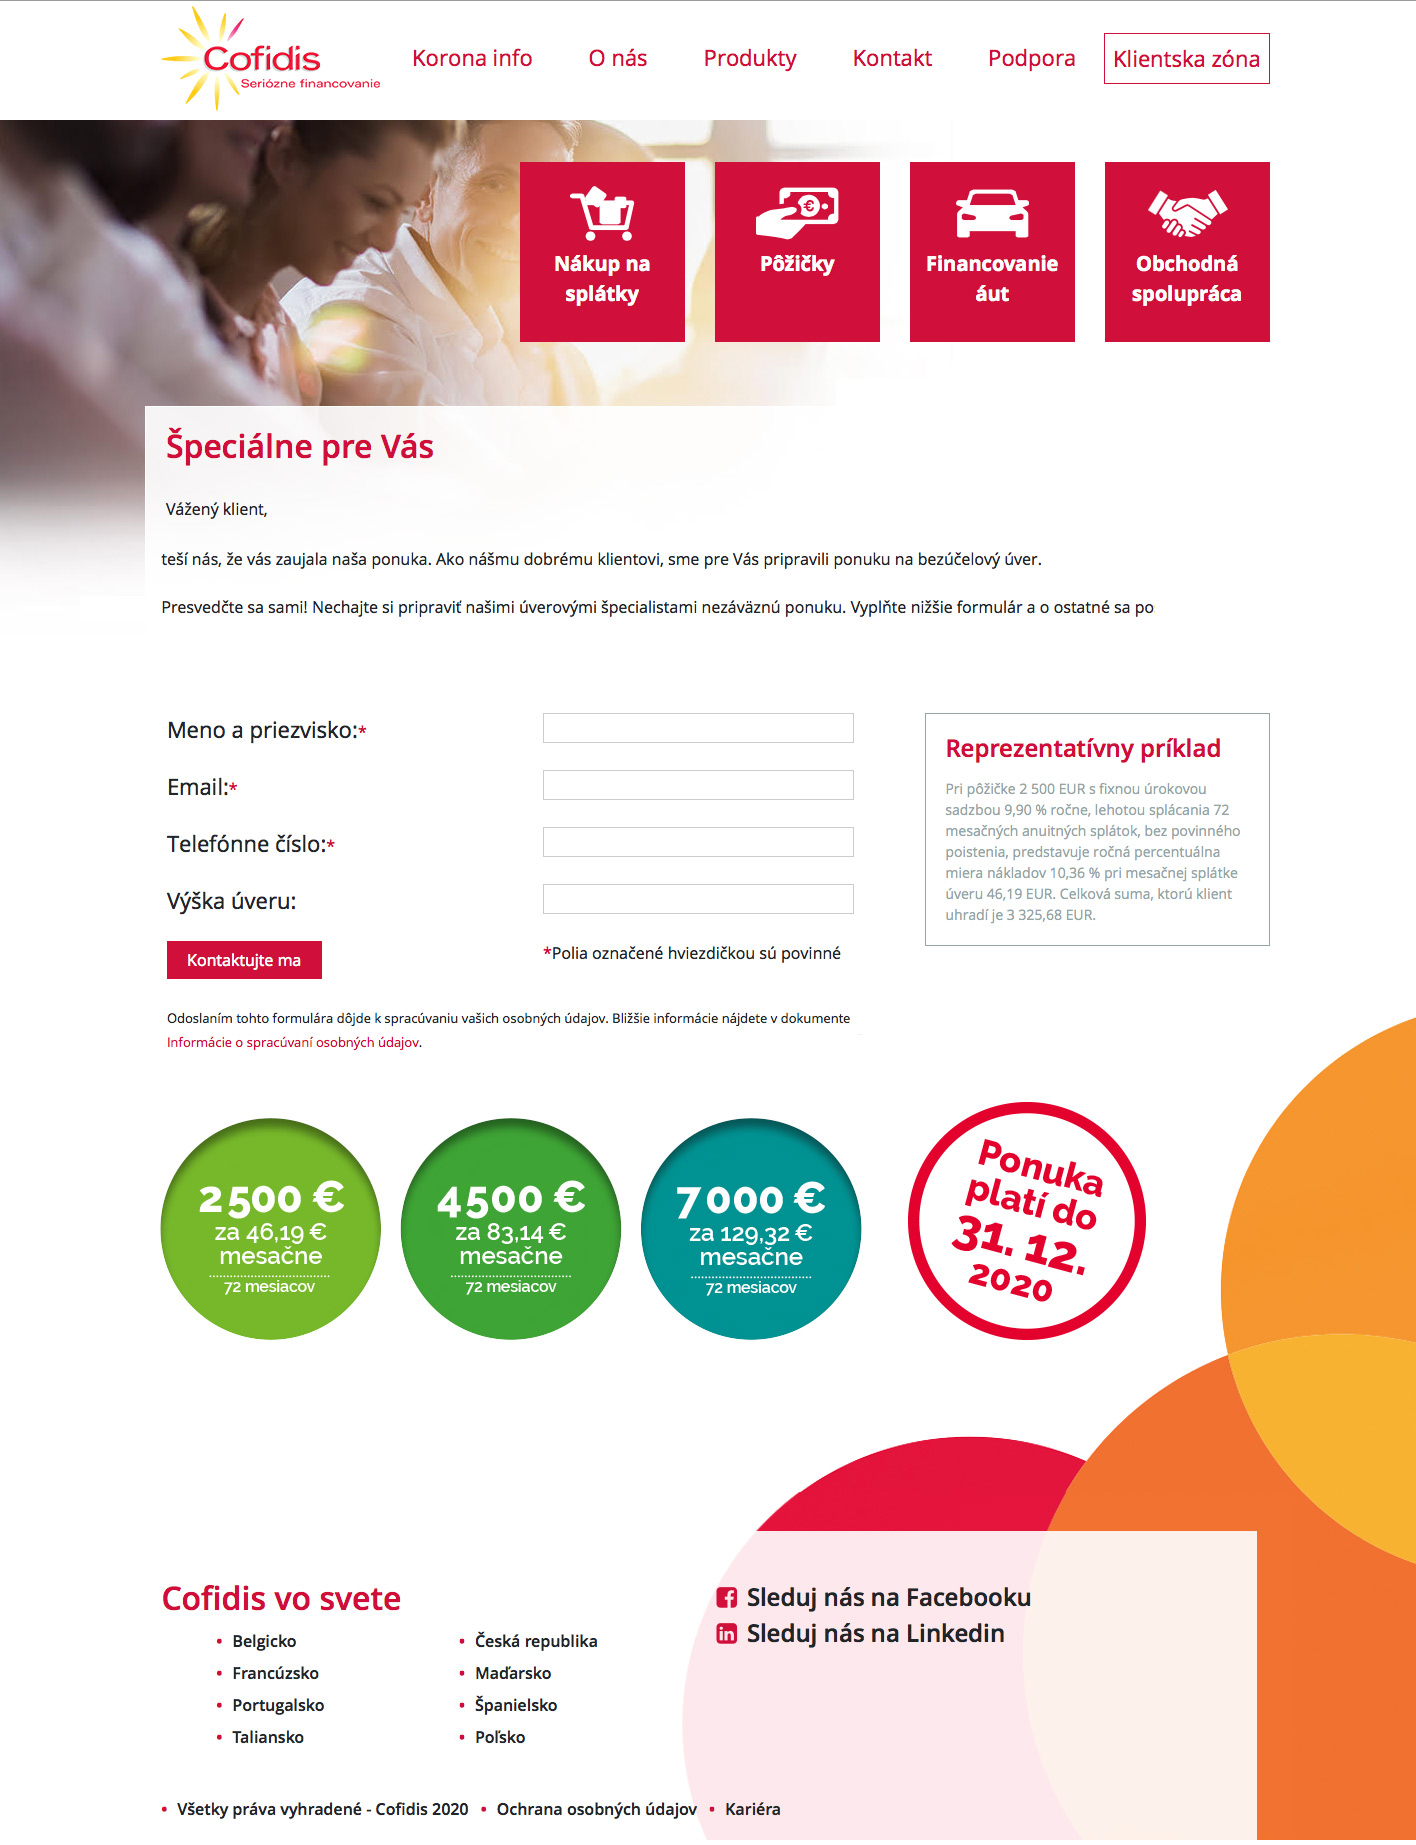 Cofidis
Seriózne financovanie
Korona info
O nás
Produkty
Kontakt
Podpora
Klientska zóna
Nákup na
splátky
Pôžičky
Financovanie
áut
Obchodná
spolupráca
Špeciálne pre Vás
Vážený klient,
teší nás, že vás zaujala naša ponuka. Ako nášmu dobrému klientovi, sme pre Vás pripravili ponuku na bezúčelový úver.
Presvedčte sa sami! Nechajte si pripraviť našimi úverovými špecialistami nezáväznú ponuku. Vyplňte nižšie formulár a o ostatné sa po
Meno a priezvisko:*
Email:*
Telefónne číslo:*
Výška úveru:
Kontaktujte ma
*Polia označené hviezdičkou sú povinné
Odoslaním tohto formulára dôjde k spracúvaniu vašich osobných údajov. Bližšie informácie nájdete v dokumente
Informácie o spracúvaní osobných údajov.
Reprezentatívny príklad
Pri pôžičke 2 500 EUR s fixnou úrokovou
sadzbou 9,90 % ročne, lehotou splácania 72
mesačných anuitných splátok, bez povinného
poistenia, predstavuje ročná percentuálna
miera nákladov 10,36 % pri mesačnej splátke
úveru 46,19 EUR. Celková suma, ktorú klient
uhradí je 3 325,68 EUR.
2 500 €
za 46,19 €
mesačne
72 mesiacov
4 500 €
za 83,14 €
mesačne
72 mesiacov
7 000 €
za 129,32 €
mesačne
72 mesiacov
Ponuka
platí do
31. 12.
2020
Cofidis vo svete
• Belgicko
• Francúzsko
• Portugalsko
• Taliansko
• Česká republika
• Maďarsko
• Španielsko
• Poľsko
Sleduj nás na Facebooku
Sleduj nás na Linkedin
• Všetky práva vyhradené - Cofidis 2020 • Ochrana osobných údajov • Kariéra